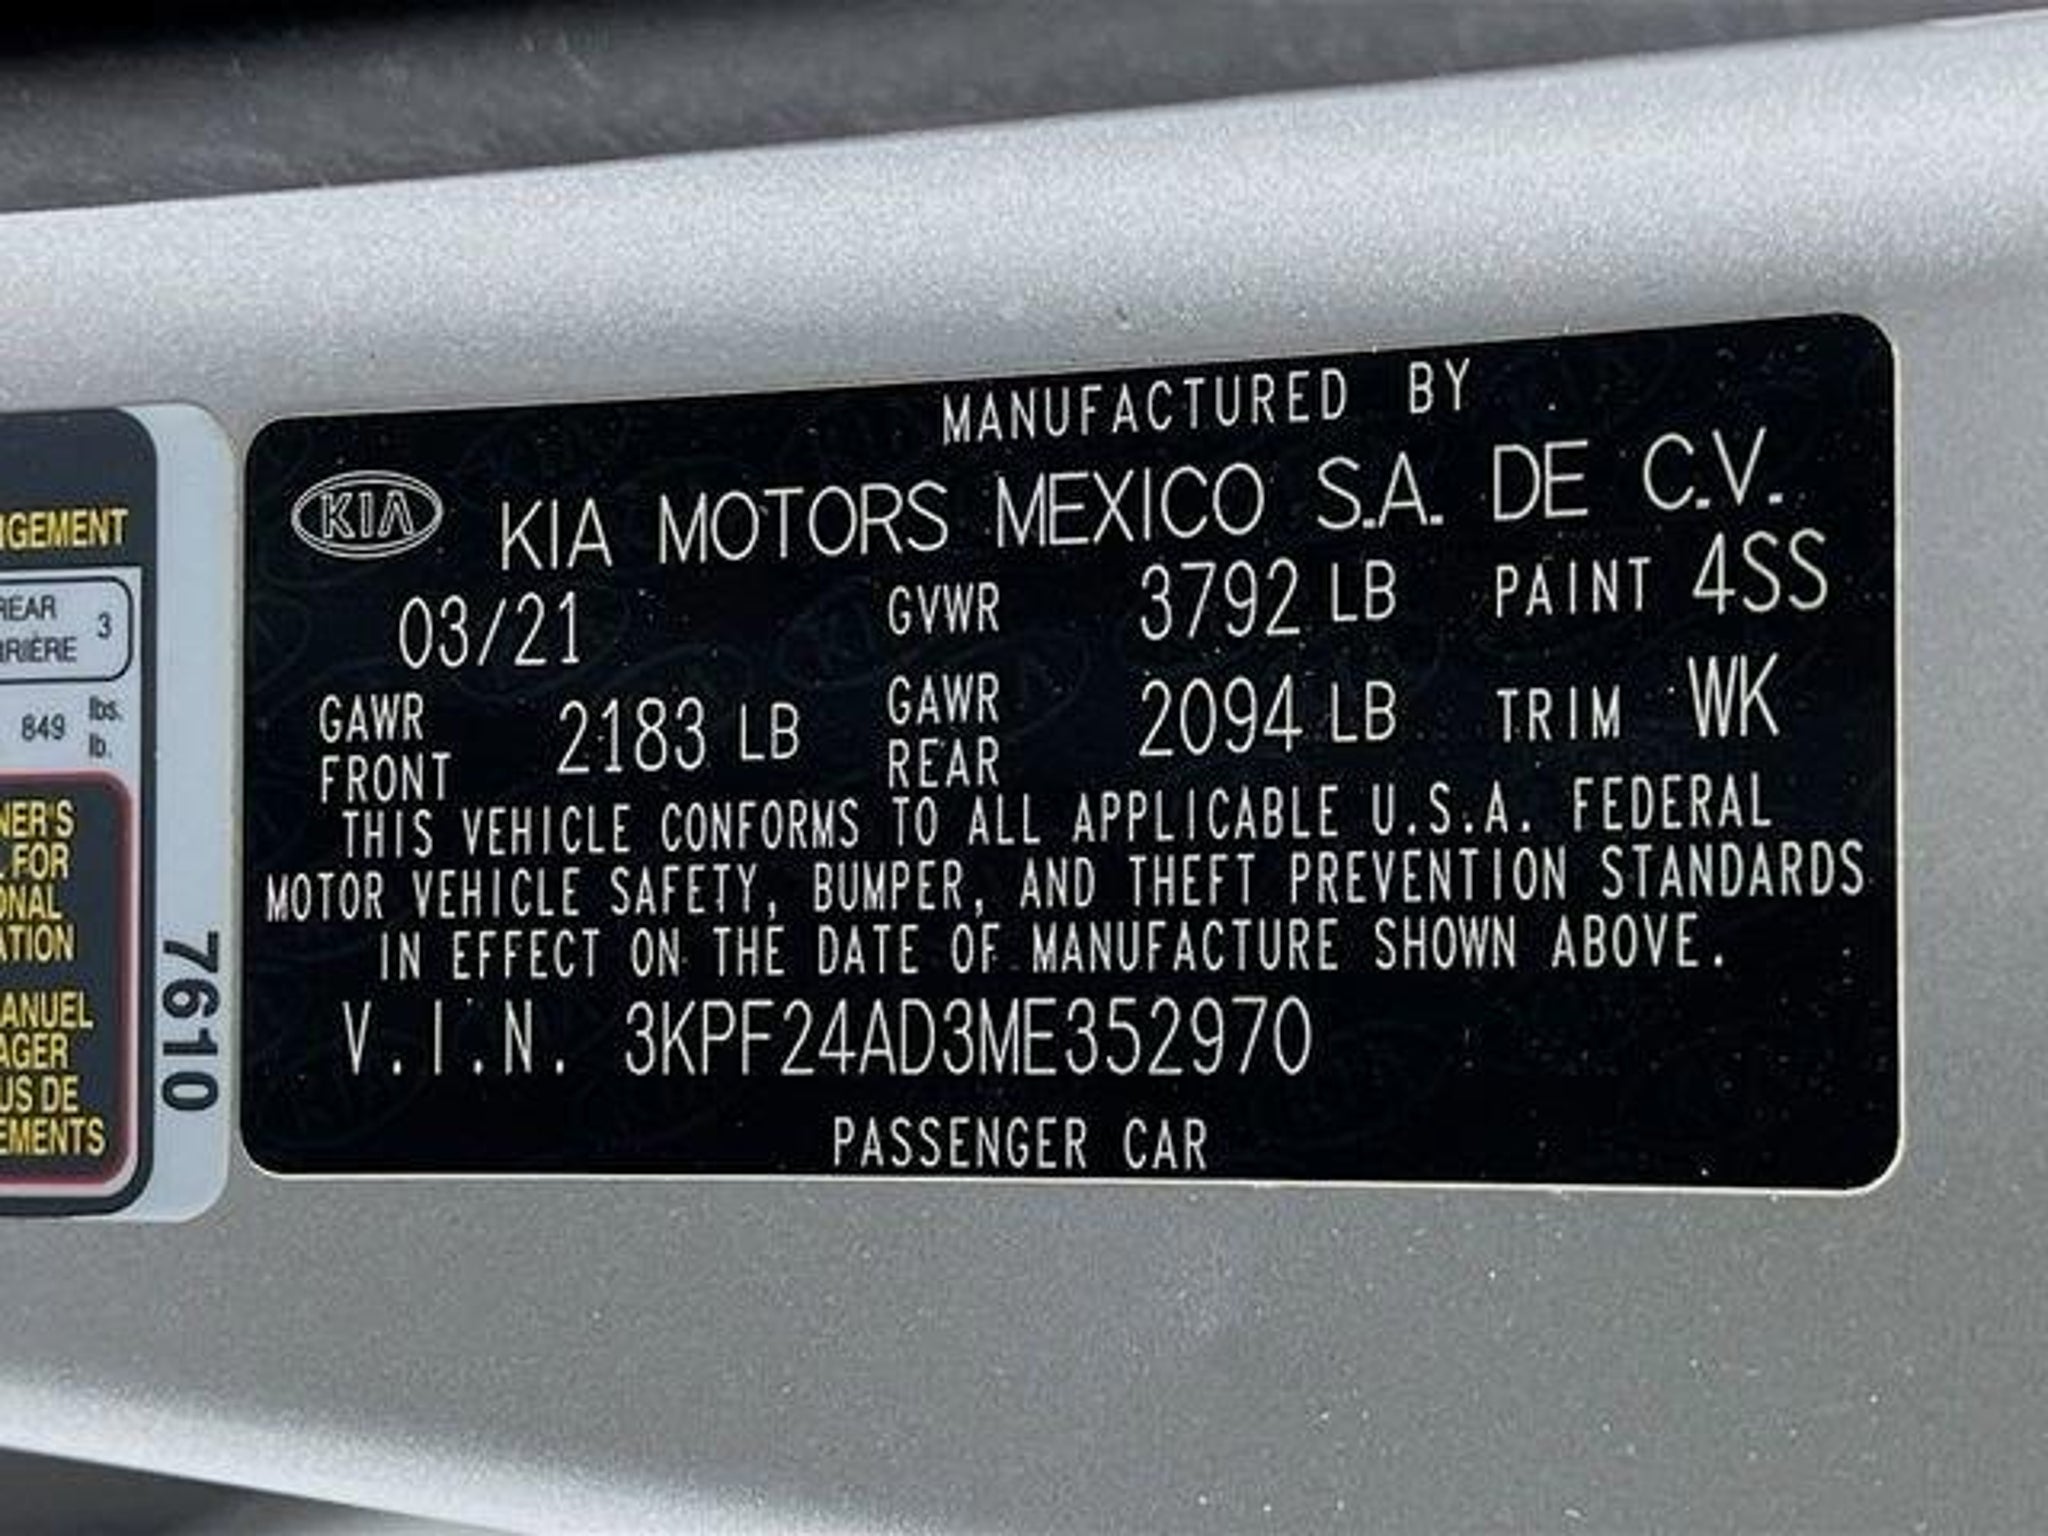 MANUFACTURED BY
KIA KIA MOTORS MEXICO S.A. DE C.V.
03/21 GVWR 3792 LB PAINT 4SS
GAWR FRONT 2183 LB GAWR REAR 2094 LB TRIM WK
THIS VEHICLE CONFORMS TO ALL APPLICABLE U.S.A. FEDERAL
MOTOR VEHICLE SAFETY, BUMPER, AND THEFT PREVENTION STANDARDS
IN EFFECT ON THE DATE OF MANUFACTURE SHOWN ABOVE.
V.I.N. 3KPF24AD3ME352970
PASSENGER CAR
NGEMENT
REAR 3
RRIÈRE
849 lbs.
lb.
NER'S
L FOR
ONAL
ATION
ANUEL
AGER
US DE
EMENTS
7610